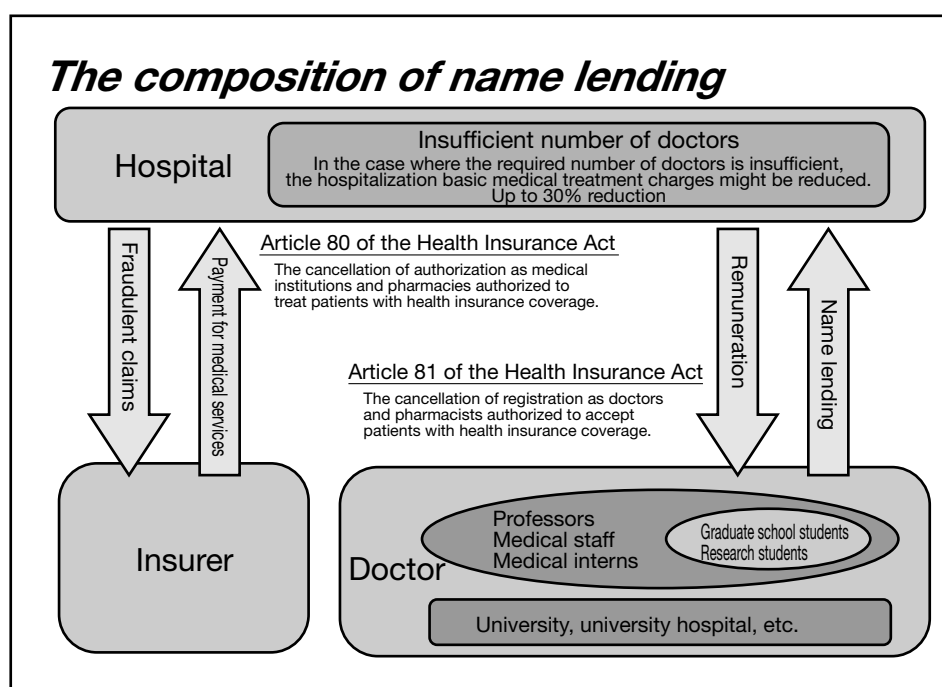 The composition of name lending
Hospital
Insufficient number of doctors
In the case where the required number of doctors is insufficient,
the hospitalization basic medical treatment charges might be reduced.
Up to 30% reduction
Fraudulent claims
Payment for medical services
Article 80 of the Health Insurance Act
The cancellation of authorization as medical
institutions and pharmacies authorized to
treat patients with health insurance coverage.
Remuneration
Name lending
Article 81 of the Health Insurance Act
The cancellation of registration as doctors
and pharmacists authorized to accept
patients with health insurance coverage.
Insurer
Doctor
Professors
Medical staff
Medical interns
Graduate school students
Research students
University, university hospital, etc.